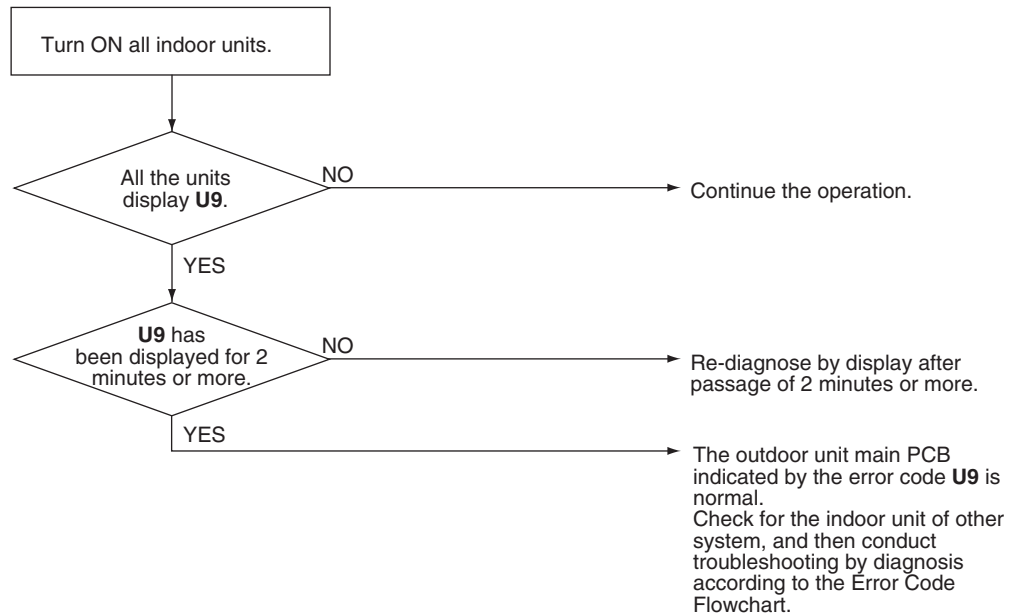 Turn ON all indoor units.
All the units
display U9.
NO
Continue the operation.
YES
U9 has
been displayed for 2
minutes or more.
NO
Re-diagnose by display after
passage of 2 minutes or more.
YES
The outdoor unit main PCB
indicated by the error code U9 is
normal.
Check for the indoor unit of other
system, and then conduct
troubleshooting by diagnosis
according to the Error Code
Flowchart.